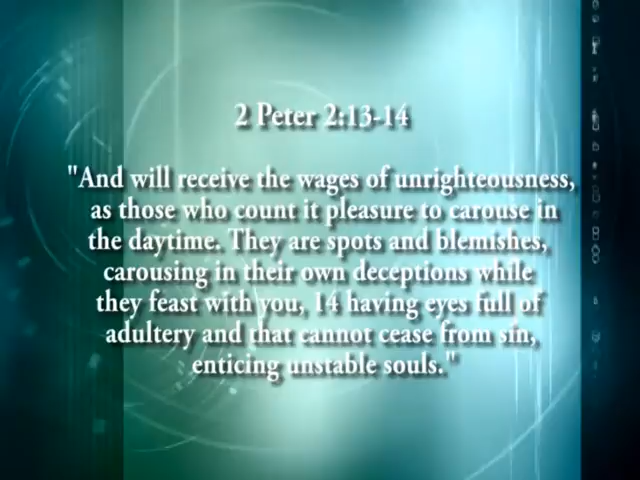 2 Peter 2:13-14
"And will receive the wages of unrighteousness,
as those who count it pleasure to carouse in
the daytime. They are spots and blemishes,
carousing in their own deceptions while
they feast with you, 14 having eyes full of
adultery and that cannot cease from sin,
enticing unstable souls."